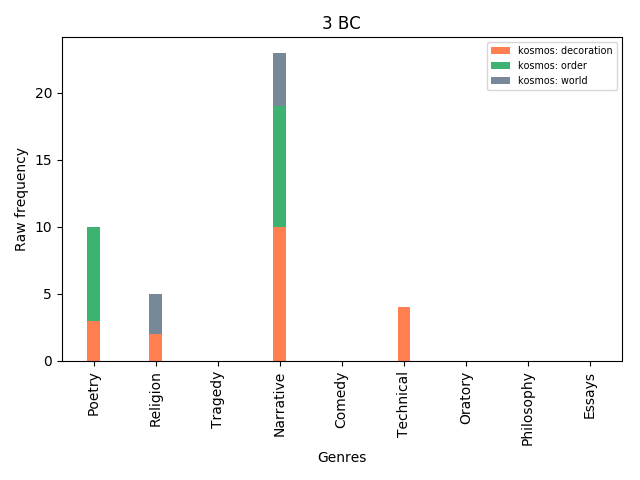 3 BC
kosmos: decoration
kosmos: order
kosmos: world
Raw frequency
20
15
10
5
0
Poetry
Religion
Tragedy
Narrative
Comedy
Technical
Oratory
Philosophy
Essays
Genres